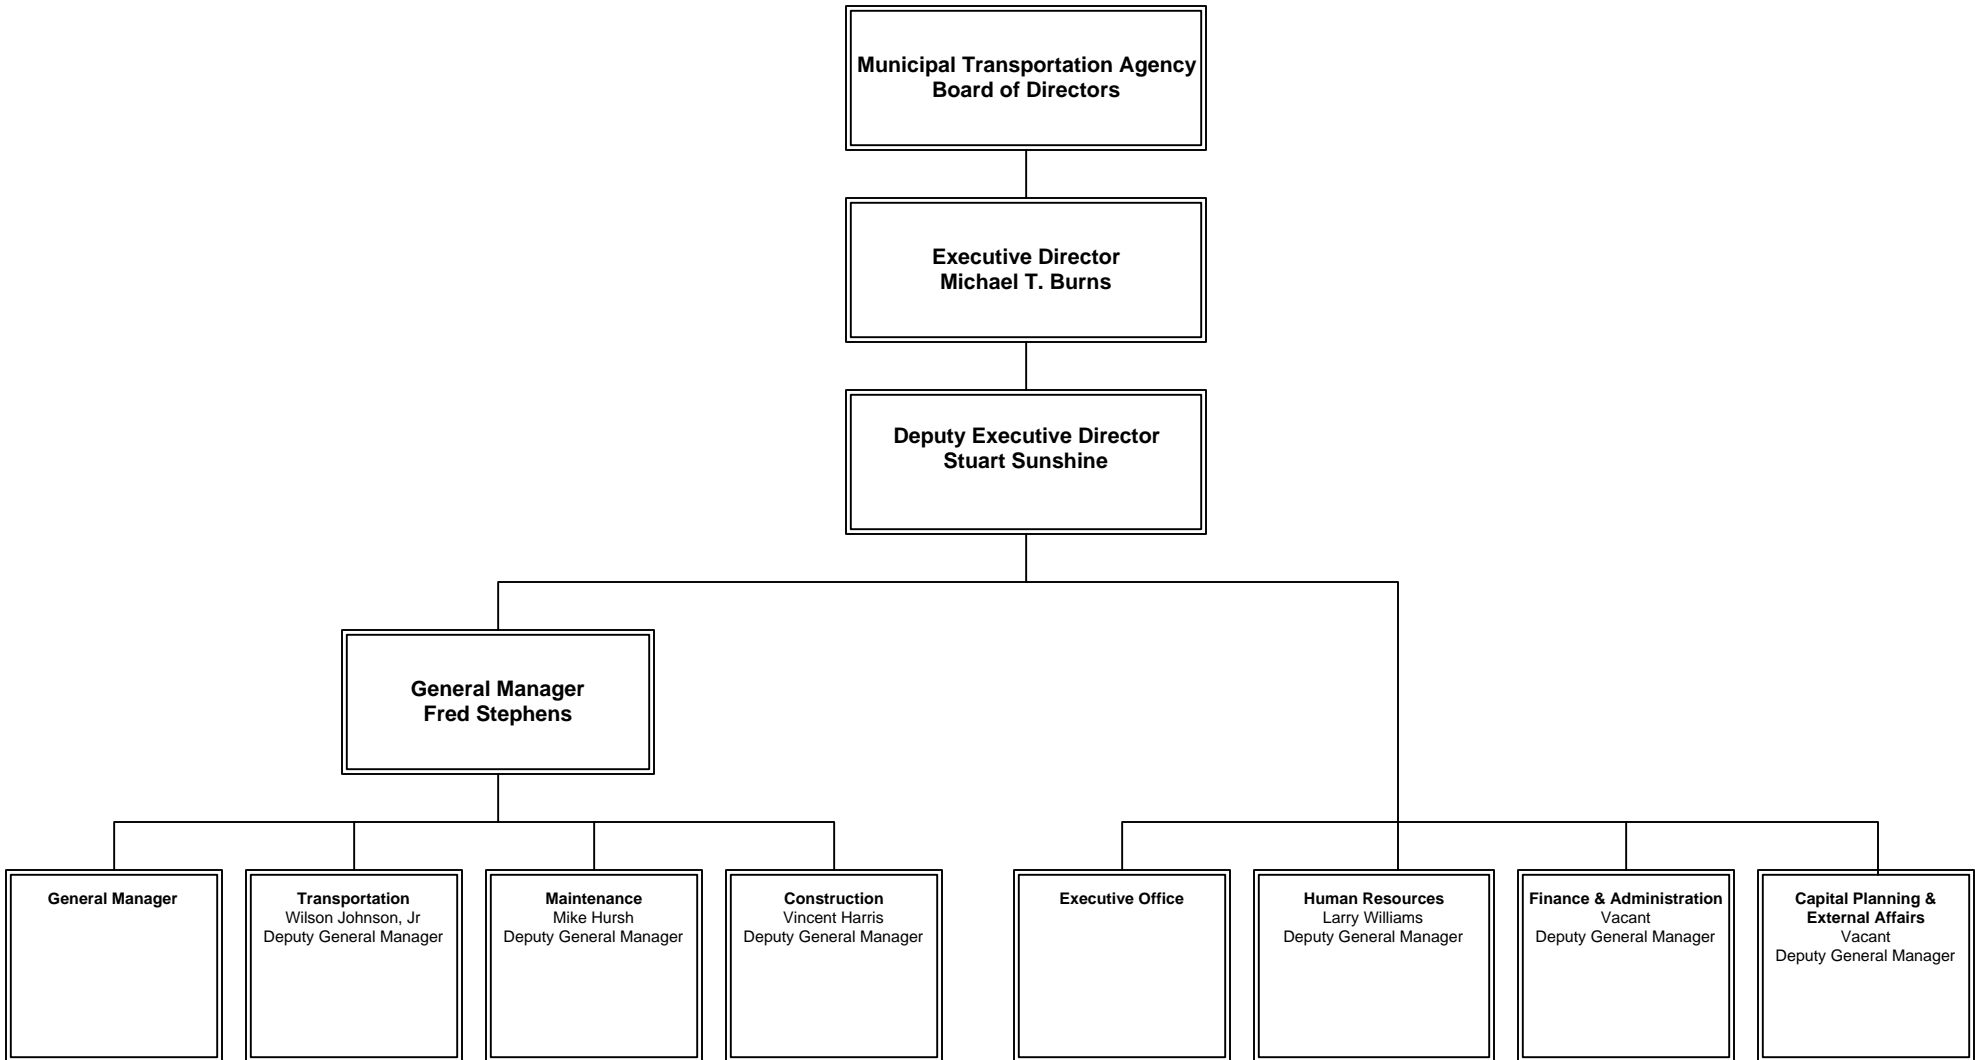 Municipal Transportation Agency
Board of Directors
Executive Director
Michael T. Burns
Deputy Executive Director
Stuart Sunshine
General Manager
Fred Stephens
General Manager
Transportation
Wilson Johnson, Jr
Deputy General Manager
Maintenance
Mike Hursh
Deputy General Manager
Construction
Vincent Harris
Deputy General Manager
Executive Office
Human Resources
Larry Williams
Deputy General Manager
Finance & Administration
Vacant
Deputy General Manager
Capital Planning &
External Affairs
Vacant
Deputy General Manager